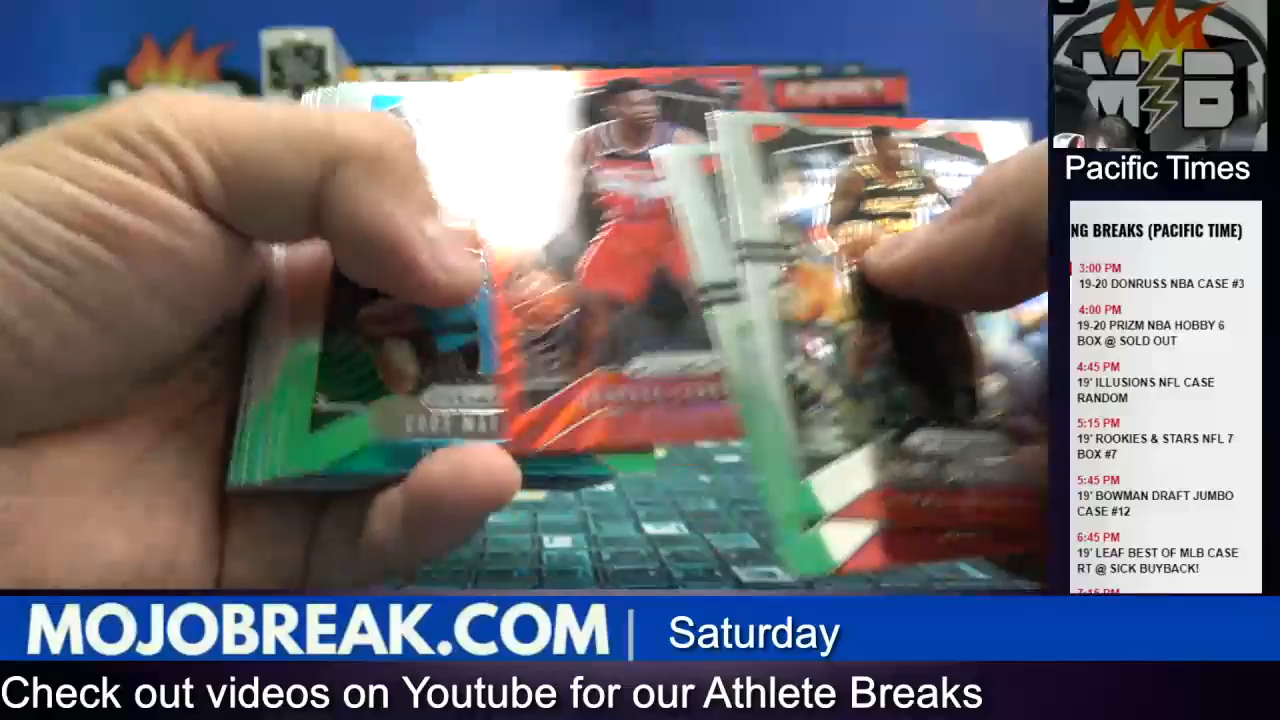 M B
M B
Pacific Times
NG BREAKS (PACIFIC TIME)
3:00 PM
19-20 DONRUSS NBA CASE #3
4:00 PM
19-20 PRIZM NBA HOBBY 6
BOX @ SOLD OUT
4:45 PM
19' ILLUSIONS NFL CASE
RANDOM
5:15 PM
19' ROOKIES & STARS NFL 7
BOX #7
5:45 PM
19' BOWMAN DRAFT JUMBO
CASE #12
6:45 PM
19' LEAF BEST OF MLB CASE
RT @ SICK BUYBACK!
MOJOBREAK.COM | Saturday
Check out videos on Youtube for our Athlete Breaks